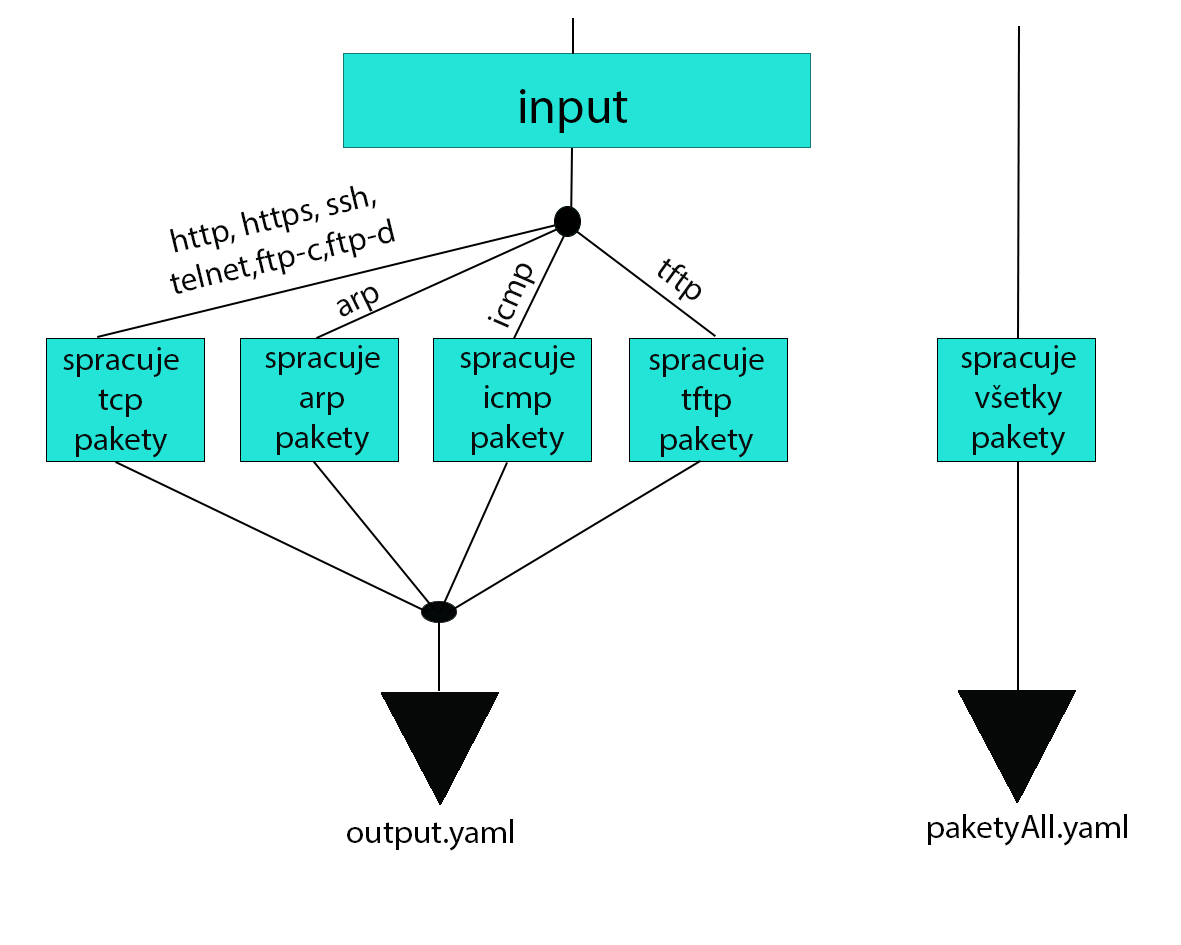 input
http, https, ssh,
telnet,ftp-c,ftp-d
arp
icmp
tftp
spracuje
tcp
pakety
spracuje
arp
pakety
spracuje
icmp
pakety
spracuje
tftp
pakety
spracuje
všetky
pakety
output.yaml
paketyAll.yaml